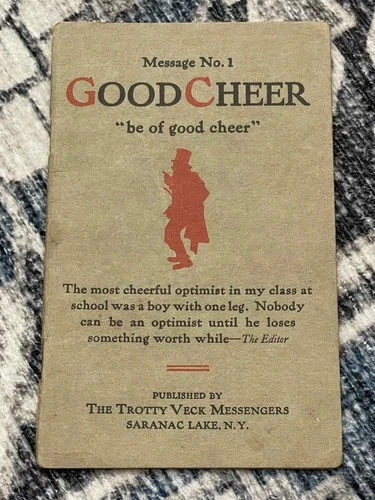 Message No. 1
GOOD CHEER
"be of good cheer"
The most cheerful optimist in my class at
school was a boy with one leg. Nobody
can be an optimist until he loses
something worth while—The Editor
PUBLISHED BY
THE TROTTY VECK MESSENGERS
SARANAC LAKE, N. Y.